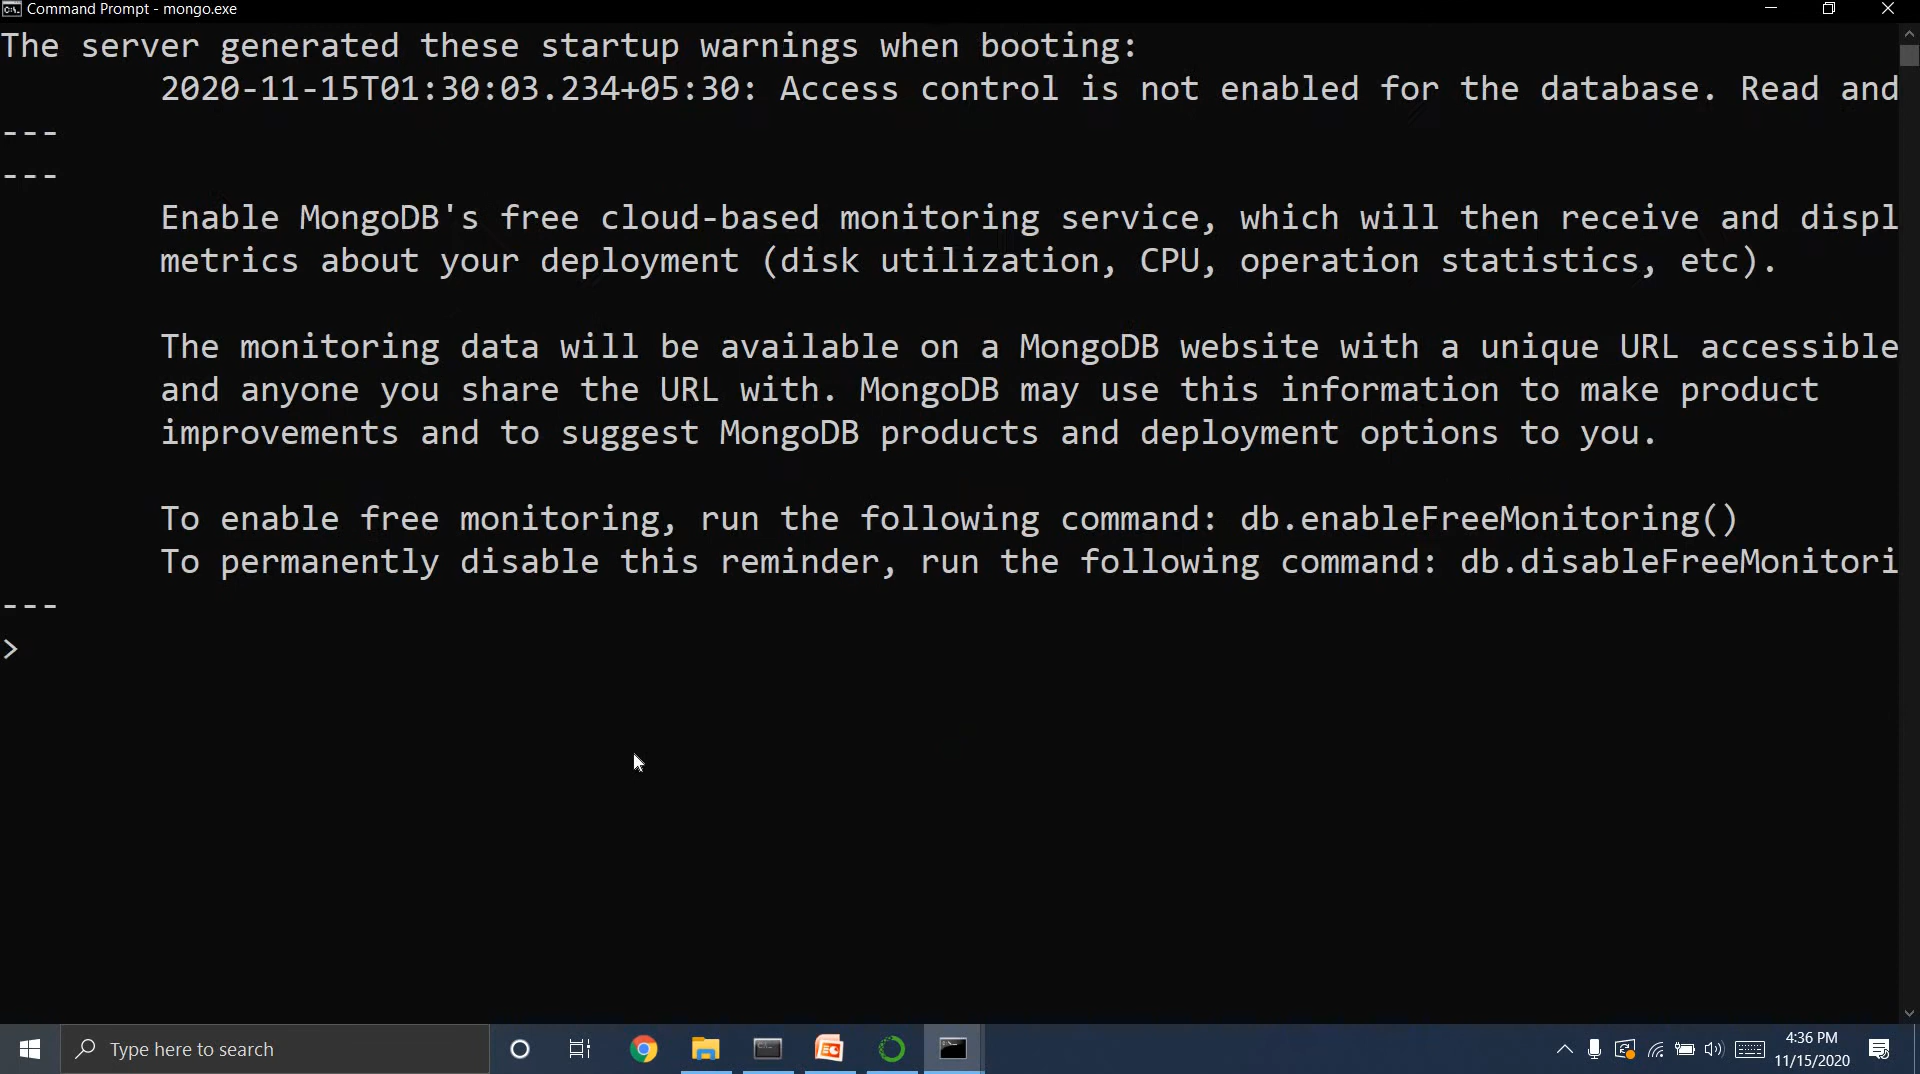 Command Prompt - mongo.exe
The server generated these startup warnings when booting:
2020-11-15T01:30:03.234+05:30: Access control is not enabled for the database. Read and
---
---
Enable MongoDB's free cloud-based monitoring service, which will then receive and displ
metrics about your deployment (disk utilization, CPU, operation statistics, etc).
The monitoring data will be available on a MongoDB website with a unique URL accessible
and anyone you share the URL with. MongoDB may use this information to make product
improvements and to suggest MongoDB products and deployment options to you.
To enable free monitoring, run the following command: db.enableFreeMonitoring()
To permanently disable this reminder, run the following command: db.disableFreeMonitori
---
>
Type here to search
4:36 PM
11/15/2020